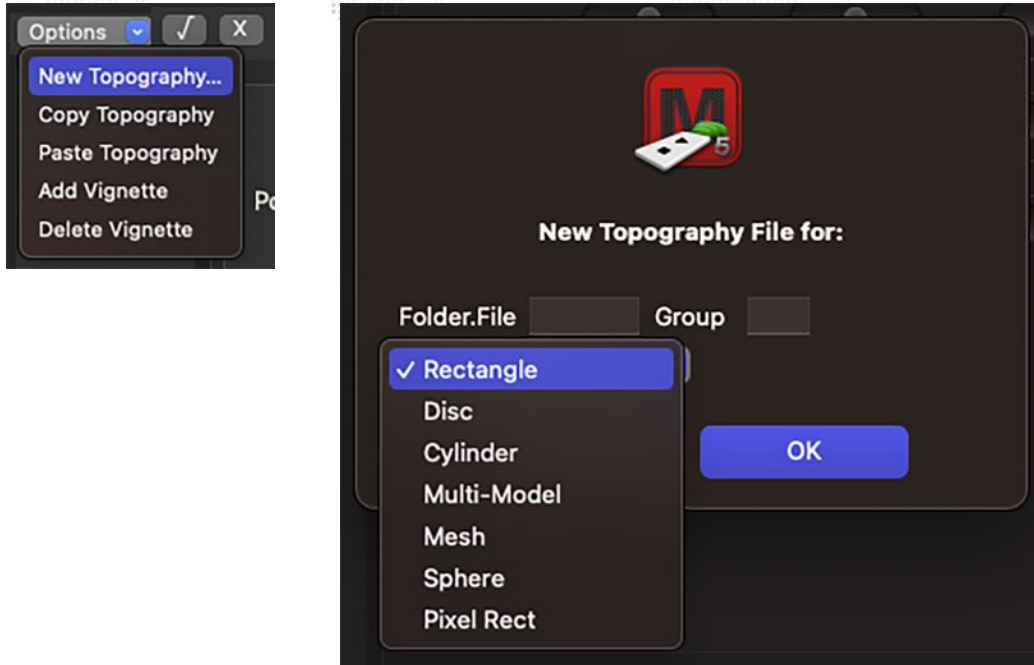 Options √ X
New Topography...
Copy Topography
Paste Topography
Add Vignette
Delete Vignette
M
5
New Topography File for:
Folder.File Group
✓ Rectangle
Disc
Cylinder
Multi-Model
Mesh
Sphere
Pixel Rect
OK